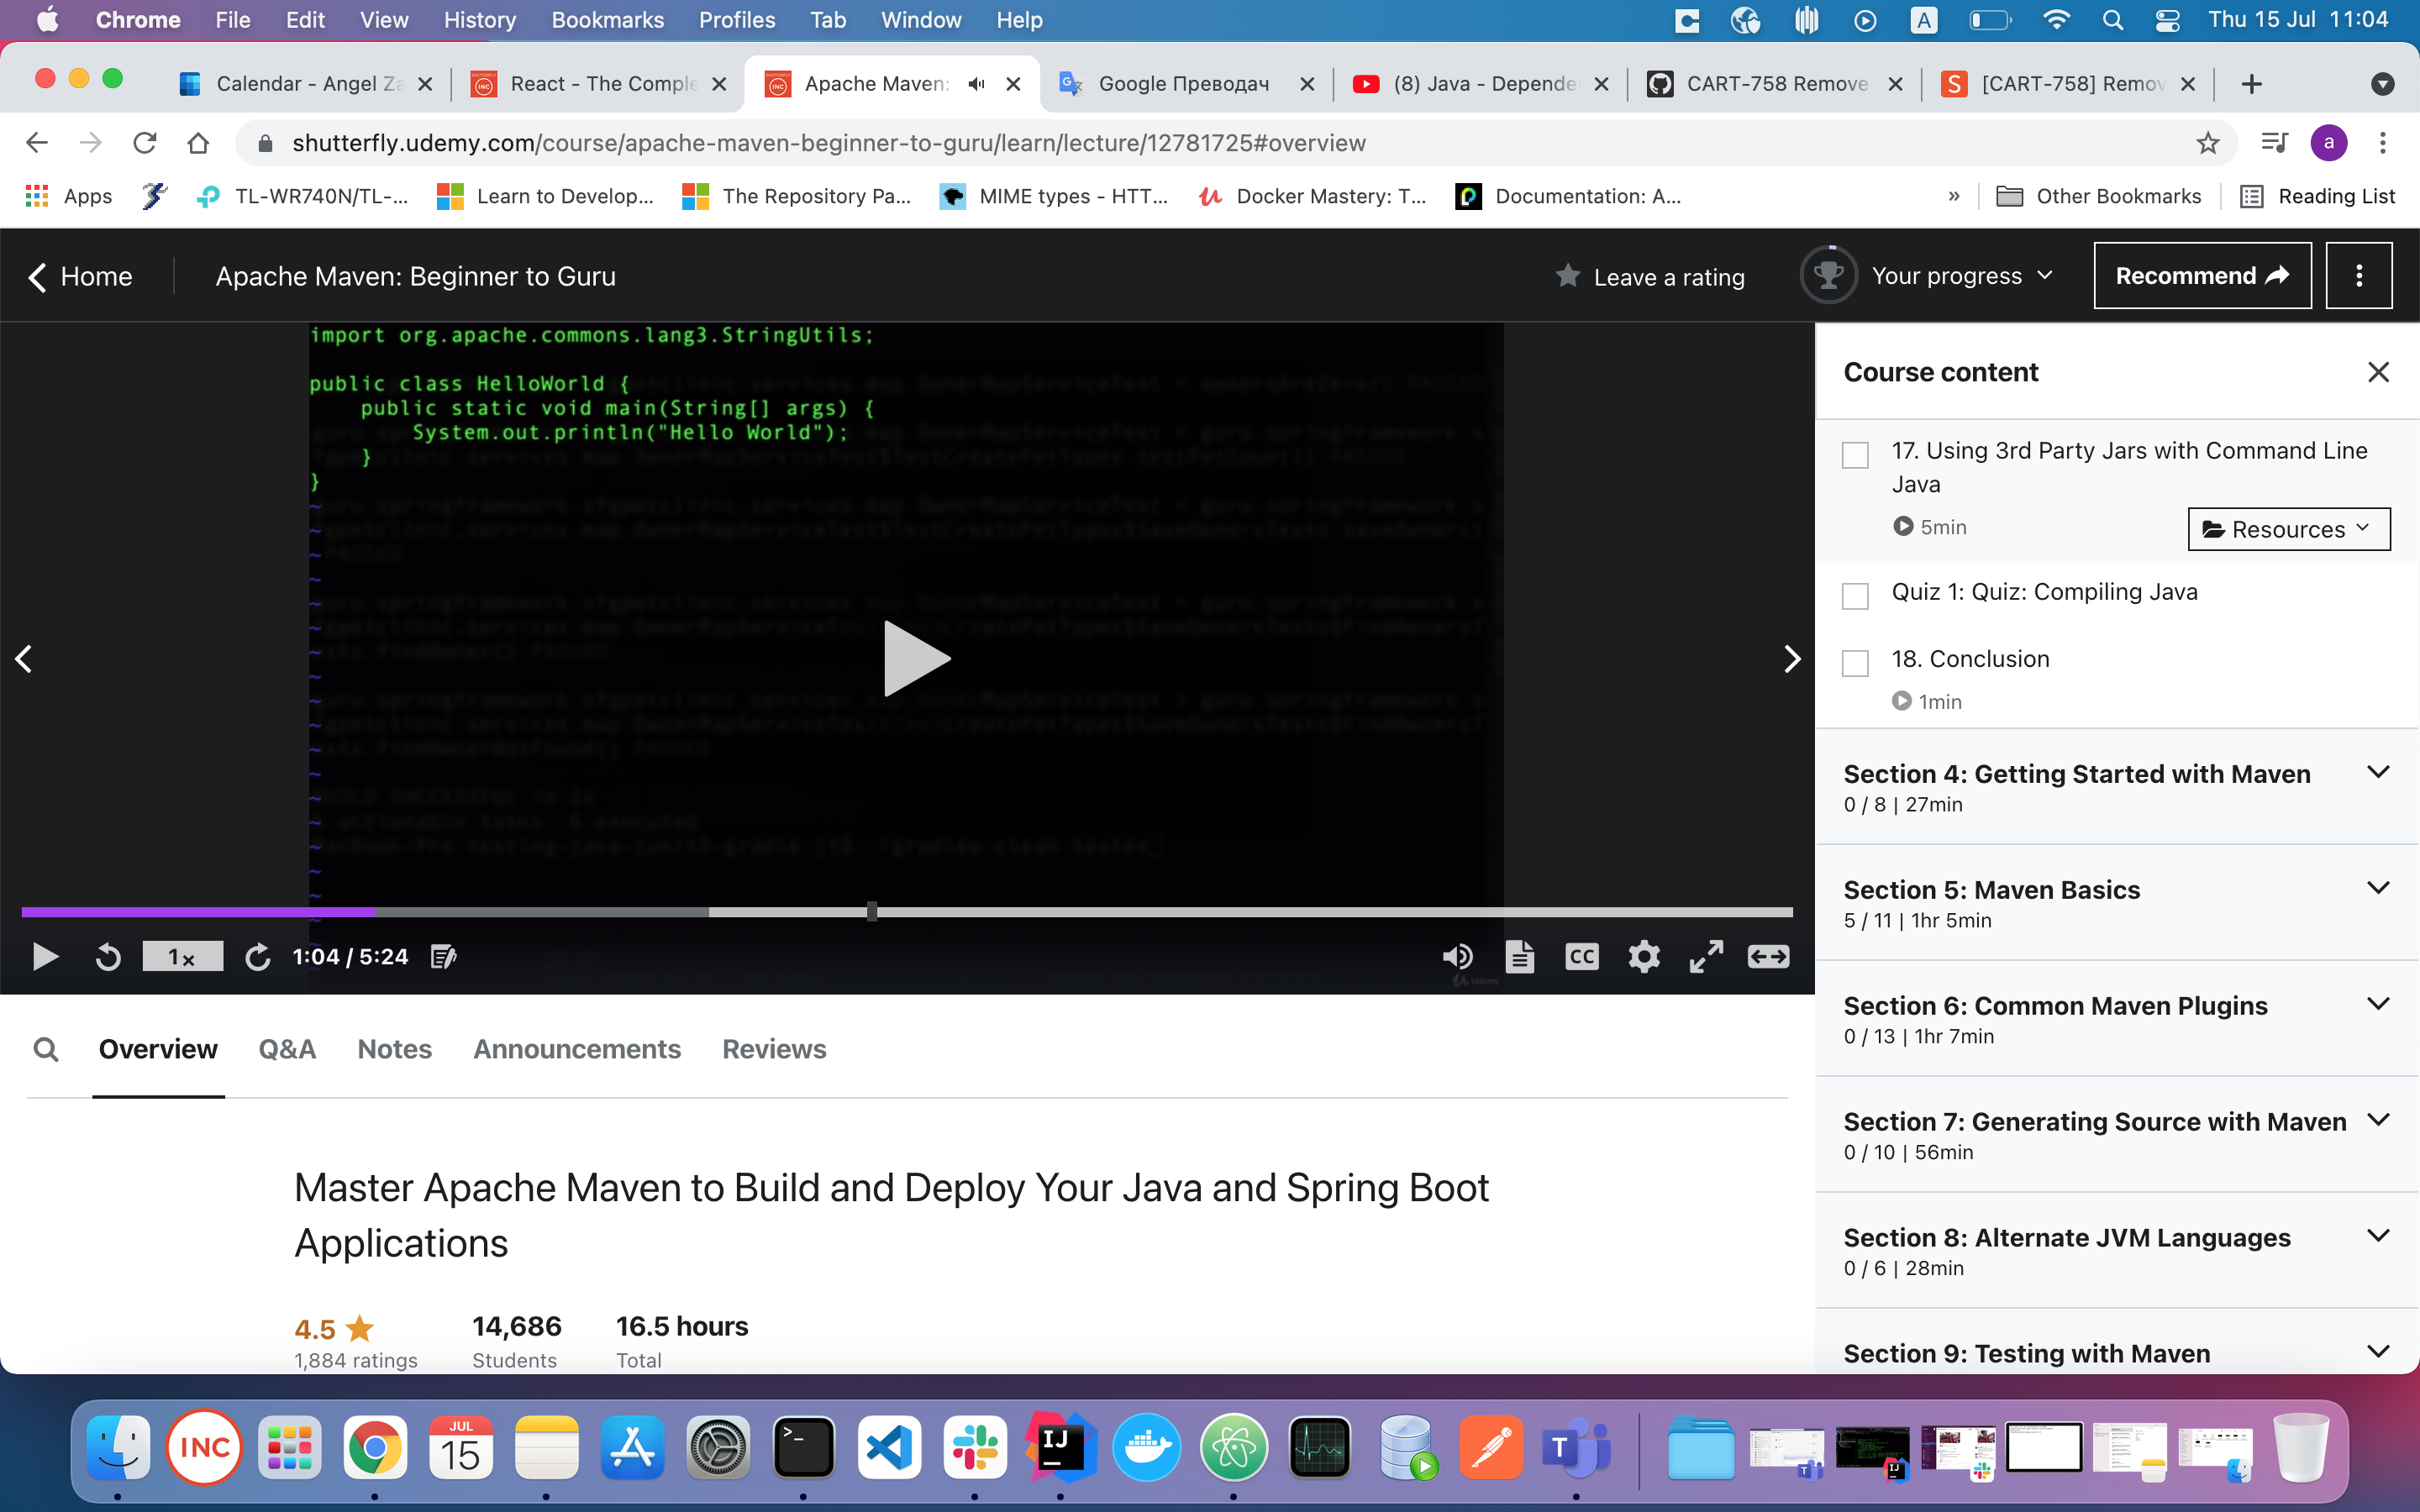 Chrome File Edit View History Bookmarks Profiles Tab Window Help
A
Thu 15 Jul 11:04
Calendar - Angel Za
React - The Comple
Apache Maven:
Google Преводач
(8) Java - Depende
CART-758 Remove
[CART-758] Remov
shutterfly.udemy.com/course/apache-maven-beginner-to-guru/learn/lecture/12781725#overview
a
Apps
TL-WR740N/TL-...
Learn to Develop...
The Repository Pa...
MIME types - HTT...
Docker Mastery: T...
Documentation: A...
»
Other Bookmarks
Reading List
Home
Apache Maven: Beginner to Guru
Leave a rating
Your progress
Recommend
import org.apache.commons.lang3.StringUtils;
public class HelloWorld {
public static void main(String[] args) {
System.out.println("Hello World");
}
}
1x
1:04 / 5:24
CC
Course content
17. Using 3rd Party Jars with Command Line
Java
5min
Resources
Quiz 1: Quiz: Compiling Java
18. Conclusion
1min
Section 4: Getting Started with Maven
0 / 8 | 27min
Section 5: Maven Basics
5 / 11 | 1hr 5min
Section 6: Common Maven Plugins
0 / 13 | 1hr 7min
Section 7: Generating Source with Maven
0 / 10 | 56min
Section 8: Alternate JVM Languages
0 / 6 | 28min
Section 9: Testing with Maven
Overview Q&A Notes Announcements Reviews
Master Apache Maven to Build and Deploy Your Java and Spring Boot
Applications
4.5 14,686 16.5 hours
1,884 ratings Students Total
INC
JUL
15
>_
IJ
T